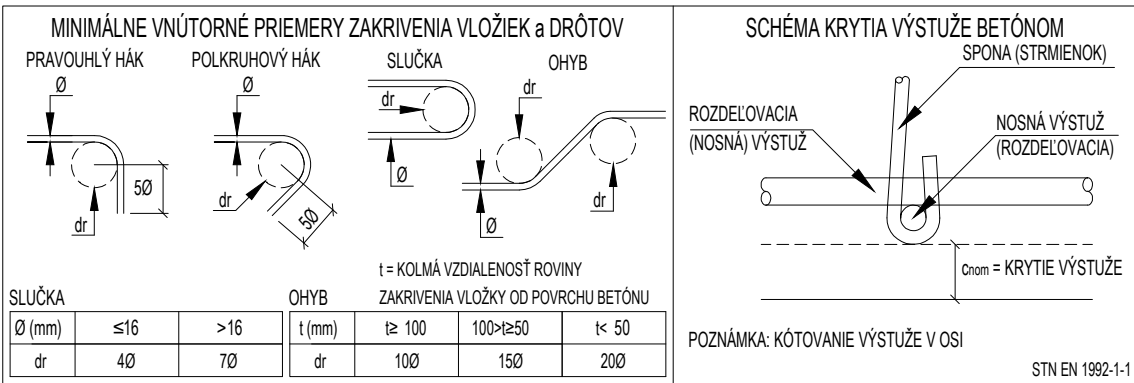 MINIMÁLNE VNÚTORNÉ PRIEMERY ZAKRIVENIA VLOŽIEK a DRÔTOV
PRAVOUHLÝ HÁK
POLKRUHOVÝ HÁK
SLUČKA
OHYB
Ø
Ø
dr
dr
5Ø
dr
dr
5Ø
Ø
Ø
dr
t = KOLMÁ VZDIALENOSŤ ROVINY
ZAKRIVENIA VLOŽKY OD POVRCHU BETÓNU
SLUČKA
Ø (mm) ≤16 >16
dr 4Ø 7Ø
OHYB
t (mm) t≥ 100 100>t≥50 t< 50
dr 10Ø 15Ø 20Ø
SCHÉMA KRYTIA VÝSTUŽE BETÓNOM
SPONA (STRMIENOK)
ROZDEĽOVACIA
(NOSNÁ) VÝSTUŽ
NOSNÁ VÝSTUŽ
(ROZDEĽOVACIA)
cnom = KRYTIE VÝSTUŽE
POZNÁMKA: KÓTOVANIE VÝSTUŽE V OSI
STN EN 1992-1-1